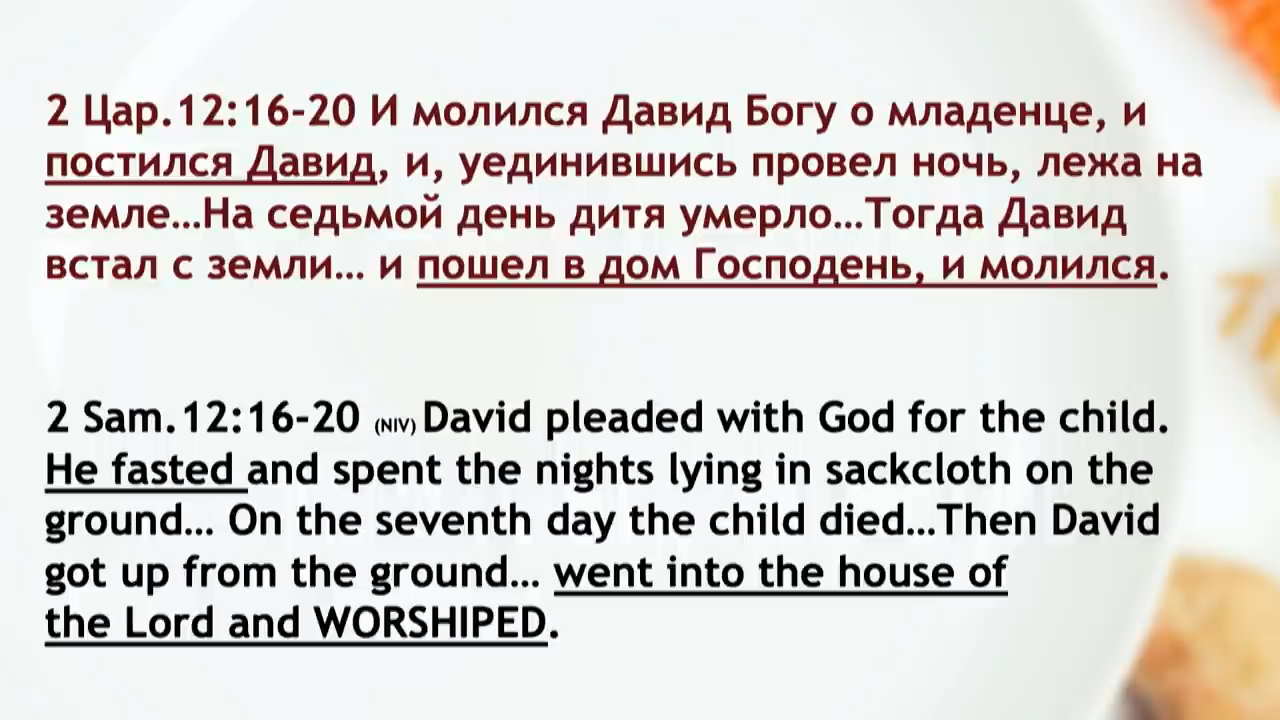 2 Цар.12:16-20 И молился Давид Богу о младенце, и
постился Давид, и, уединившись провел ночь, лежа на
земле…На седьмой день дитя умерло…Тогда Давид
встал с земли… и пошел в дом Господень, и молился.
2 Sam.12:16-20 (NIV) David pleaded with God for the child.
He fasted and spent the nights lying in sackcloth on the
ground… On the seventh day the child died…Then David
got up from the ground… went into the house of
the Lord and WORSHIPED.